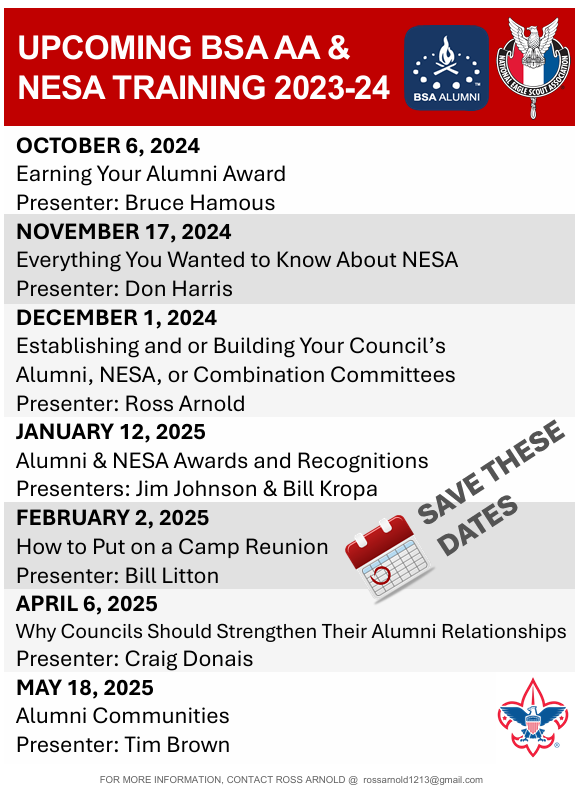 UPCOMING BSA AA &
NESA TRAINING 2023-24
BSA ALUMNI
™
NATIONAL EAGLE SCOUT ASSOCIATION
OCTOBER 6, 2024
Earning Your Alumni Award
Presenter: Bruce Hamous
NOVEMBER 17, 2024
Everything You Wanted to Know About NESA
Presenter: Don Harris
DECEMBER 1, 2024
Establishing and or Building Your Council’s
Alumni, NESA, or Combination Committees
Presenter: Ross Arnold
JANUARY 12, 2025
Alumni & NESA Awards and Recognitions
Presenters: Jim Johnson & Bill Kropa
SAVE THESE
DATES
FEBRUARY 2, 2025
How to Put on a Camp Reunion
Presenter: Bill Litton
APRIL 6, 2025
Why Councils Should Strengthen Their Alumni Relationships
Presenter: Craig Donais
MAY 18, 2025
Alumni Communities
Presenter: Tim Brown
®
FOR MORE INFORMATION, CONTACT ROSS ARNOLD @ rossarnold1213@gmail.com